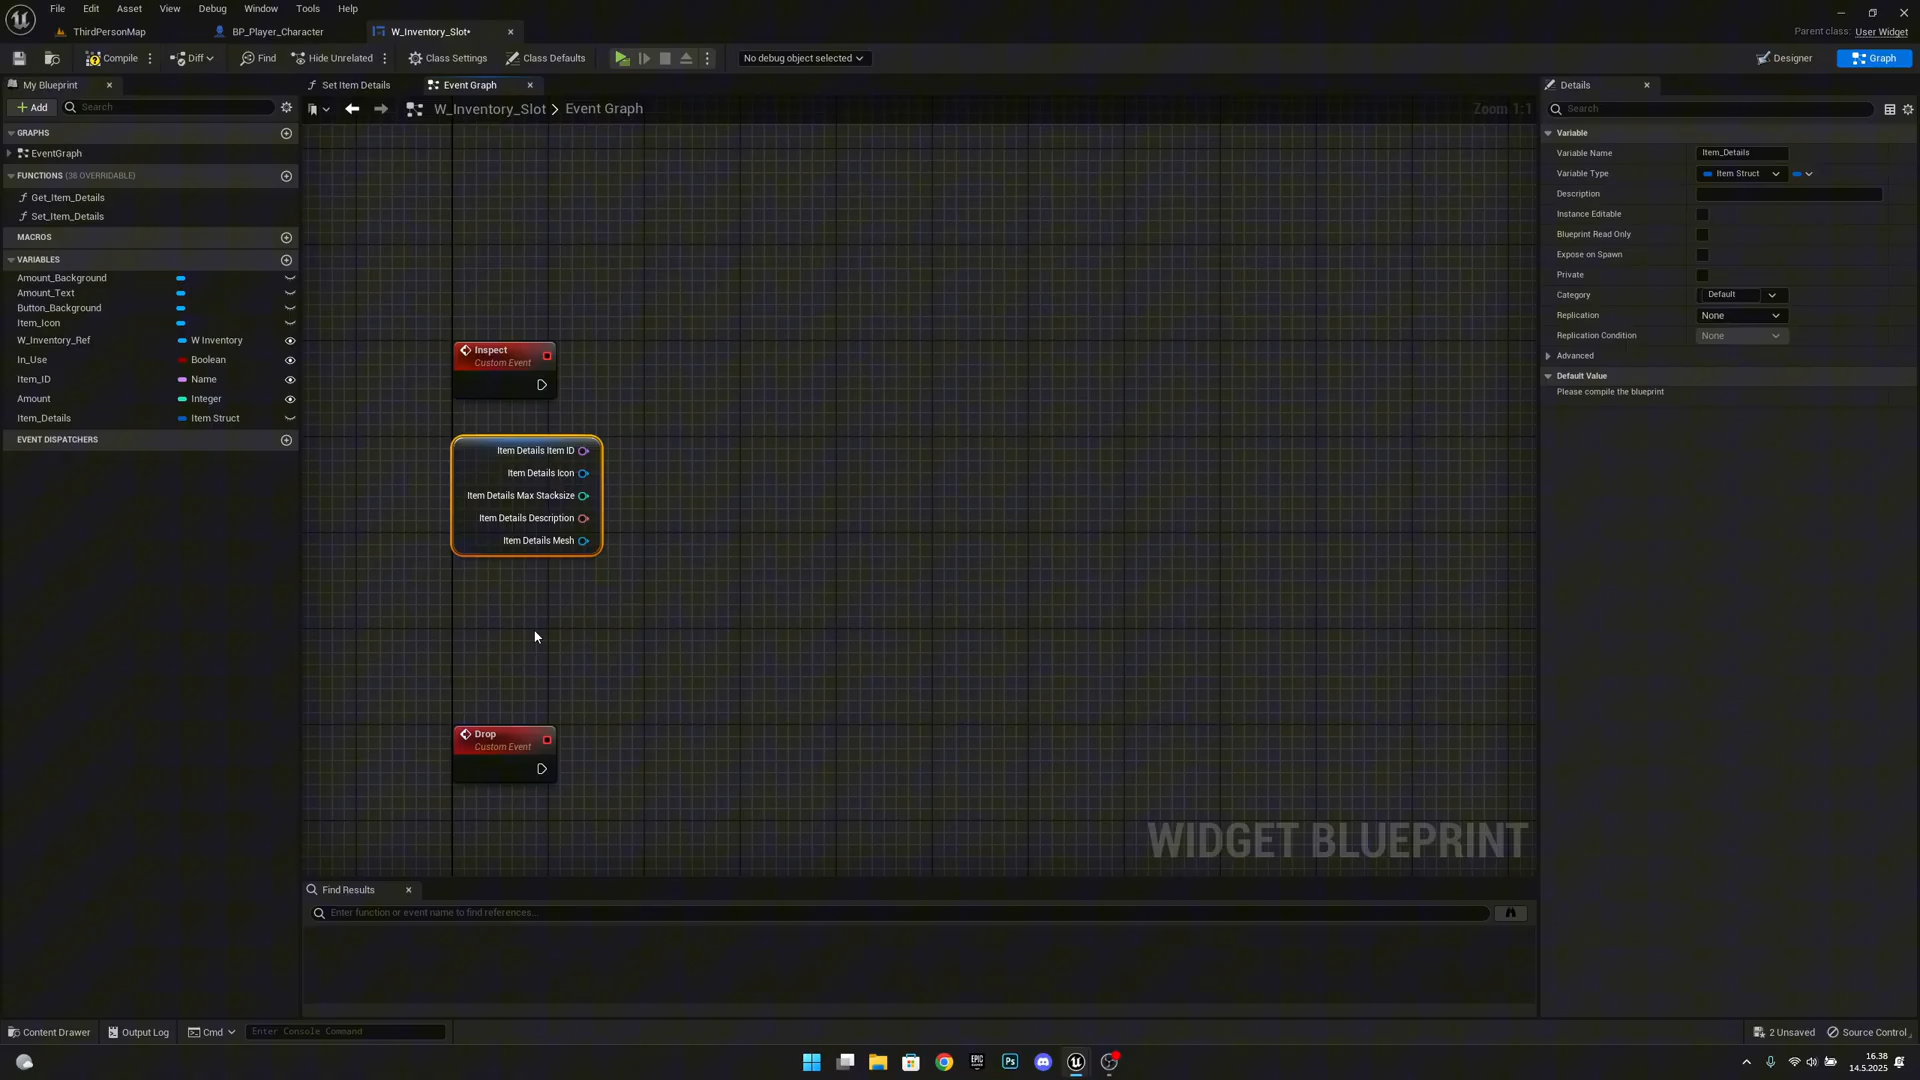 File Edit Asset View Debug Window Tools Help
ThirdPersonMap BP_Player_Character W_Inventory_Slot•
Parent class: User Widget
Compile Diff Find Hide Unrelated Class Settings Class Defaults No debug object selected Designer Graph
My Blueprint
Set Item Details Event Graph
Details
Add Search
W_Inventory_Slot > Event Graph
Zoom 1:1
Search
GRAPHS
EventGraph
FUNCTIONS (38 OVERRIDABLE)
Get_Item_Details
Set_Item_Details
MACROS
VARIABLES
Amount_Background
Amount_Text
Button_Background
Item_Icon
W_Inventory_Ref W Inventory
In_Use Boolean
Item_ID Name
Amount Integer
Item_Details Item Struct
EVENT DISPATCHERS
Inspect
Custom Event
Item Details Item ID
Item Details Icon
Item Details Max Stacksize
Item Details Description
Item Details Mesh
Drop
Custom Event
WIDGET BLUEPRINT
Variable
Variable Name Item_Details
Variable Type Item Struct
Description
Instance Editable
Blueprint Read Only
Expose on Spawn
Private
Category Default
Replication None
Replication Condition None
Advanced
Default Value
Please compile the blueprint
Find Results
Enter function or event name to find references...
Content Drawer Output Log Cmd Enter Console Command
2 Unsaved Source Control
Ps
16.38
14.5.2025